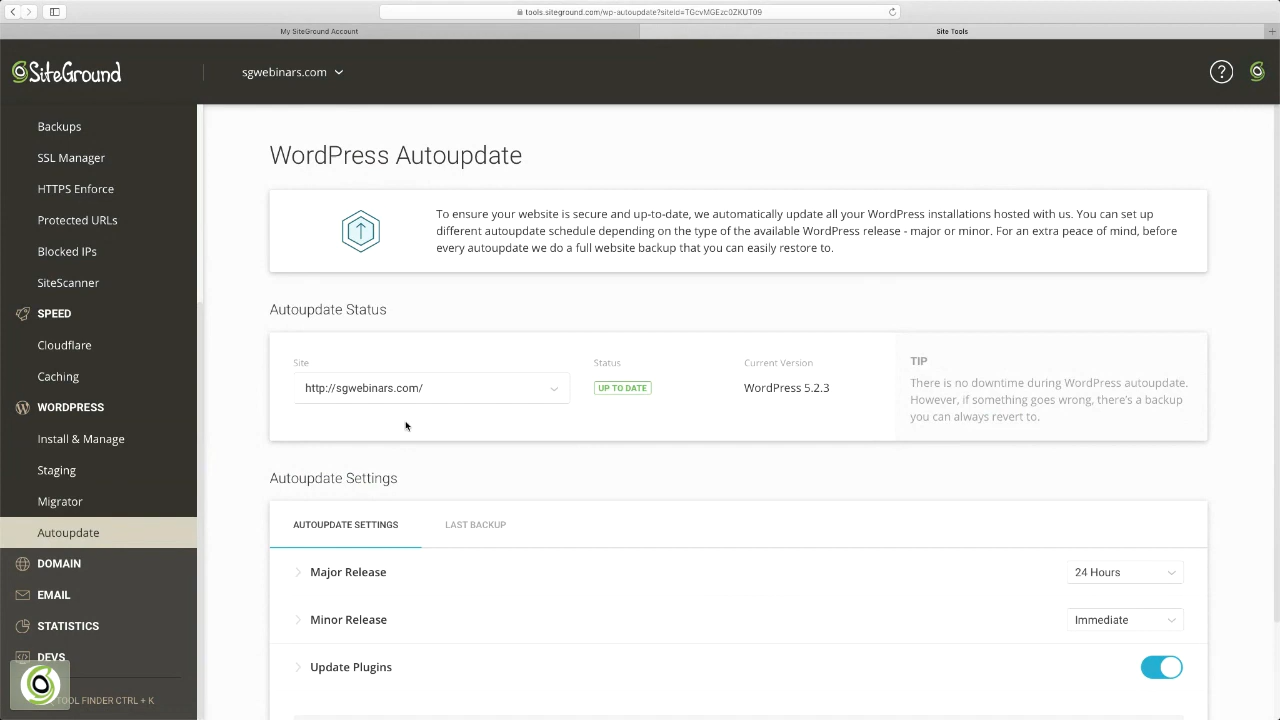 tools.siteground.com/wp-autoupdate?siteId=TGcvMGEzc0ZKUT09
My SiteGround Account
Site Tools
SiteGround
sgwebinars.com
?
Backups
SSL Manager
HTTPS Enforce
Protected URLs
Blocked IPs
SiteScanner
SPEED
Cloudflare
Caching
WORDPRESS
Install & Manage
Staging
Migrator
Autoupdate
DOMAIN
EMAIL
STATISTICS
DEVS
TOOL FINDER CTRL + K
WordPress Autoupdate
To ensure your website is secure and up-to-date, we automatically update all your WordPress installations hosted with us. You can set up
different autoupdate schedule depending on the type of the available WordPress release - major or minor. For an extra peace of mind, before
every autoupdate we do a full website backup that you can easily restore to.
Autoupdate Status
Site
http://sgwebinars.com/
Status
UP TO DATE
Current Version
WordPress 5.2.3
TIP
There is no downtime during WordPress autoupdate.
However, if something goes wrong, there's a backup
you can always revert to.
Autoupdate Settings
AUTOUPDATE SETTINGS
LAST BACKUP
Major Release
24 Hours
Minor Release
Immediate
Update Plugins